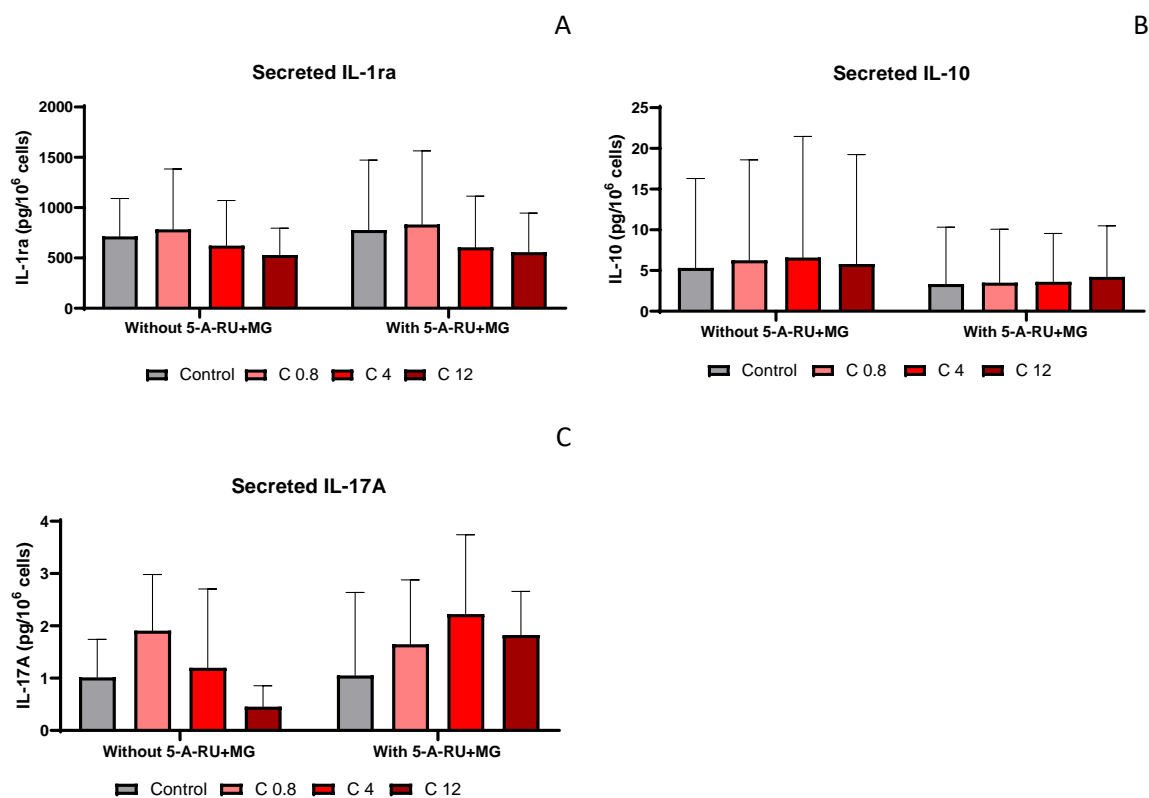 A
Secreted IL-1ra
IL-1ra (pg/10⁶ cells)
2000
1500
1000
500
0
Without 5-A-RU+MG With 5-A-RU+MG
Control C 0.8 C 4 C 12
B
Secreted IL-10
IL-10 (pg/10⁶ cells)
25
20
15
10
5
0
Without 5-A-RU+MG With 5-A-RU+MG
Control C 0.8 C 4 C 12
C
Secreted IL-17A
IL-17A (pg/10⁶ cells)
4
3
2
1
0
Without 5-A-RU+MG With 5-A-RU+MG
Control C 0.8 C 4 C 12